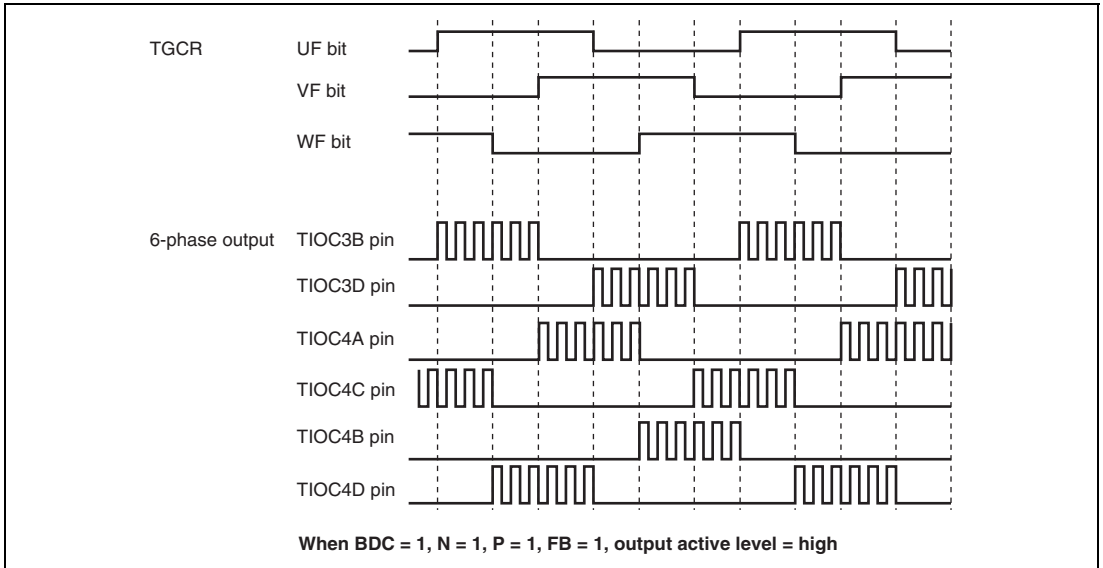 TGCR UF bit
VF bit
WF bit
6-phase output TIOC3B pin
TIOC3D pin
TIOC4A pin
TIOC4C pin
TIOC4B pin
TIOC4D pin
When BDC = 1, N = 1, P = 1, FB = 1, output active level = high